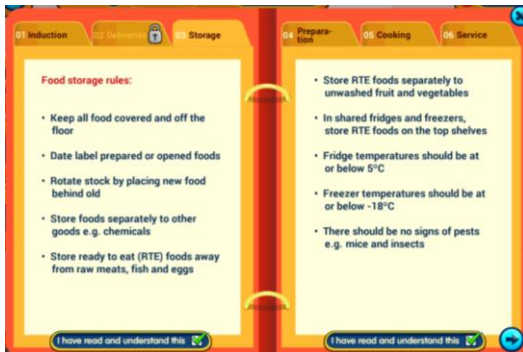 01 Induction
02 Deliveries
03 Storage
04 Prepara-
tion
05 Cooking
06 Service
Food storage rules:
• Keep all food covered and off the
floor
• Date label prepared or opened foods
• Rotate stock by placing new food
behind old
• Store foods separately to other
goods e.g. chemicals
• Store ready to eat (RTE) foods away
from raw meats, fish and eggs
I have read and understand this
• Store RTE foods separately to
unwashed fruit and vegetables
• In shared fridges and freezers,
store RTE foods on the top shelves
• Fridge temperatures should be at
or below 5ºC
• Freezer temperatures should be at
or below -18ºC
• There should be no signs of pests
e.g. mice and insects
I have read and understand this